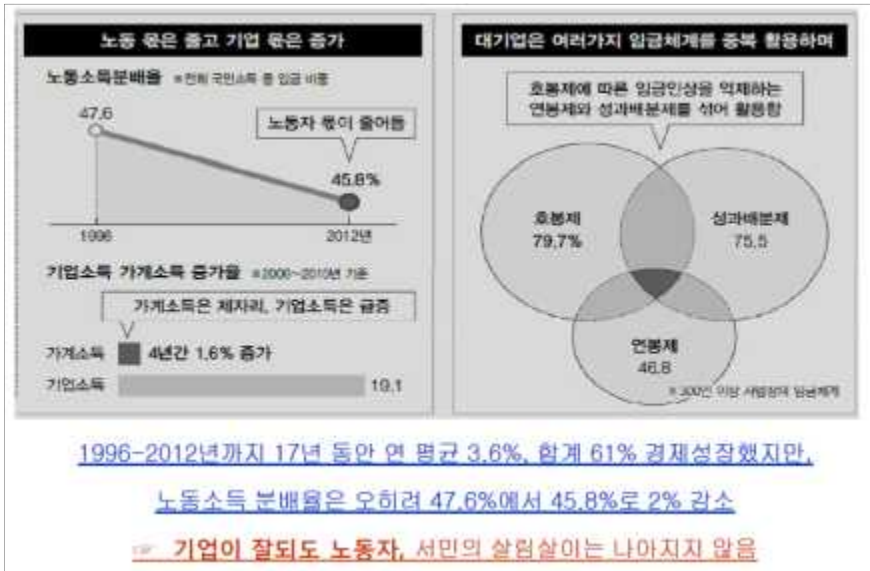 노동 몫은 줄고 기업 몫은 증가
노동소득분배율 ※전체 국민소득 중 임금 비중
47.6
노동자 몫이 줄어듦
45.8%
1996
2012년
기업소득 가계소득 증가율 ※2006~2010년 기준
가계소득은 제자리, 기업소득은 급증
가계소득 4년간 1.6% 증가
기업소득 19.1
대기업은 여러가지 임금체계를 중복 활용하며
호봉제에 따른 임금인상을 억제하는
연봉제와 성과배분제를 섞어 활용함
호봉제
79.7%
성과배분제
75.5
연봉제
46.8
※300인 이상 사업장의 임금체계
1996-2012년까지 17년 동안 연 평균 3.6%, 합계 61% 경제성장했지만,
노동소득 분배율은 오히려 47.6%에서 45.8%로 2% 감소
☞ 기업이 잘되도 노동자, 서민의 살림살이는 나아지지 않음